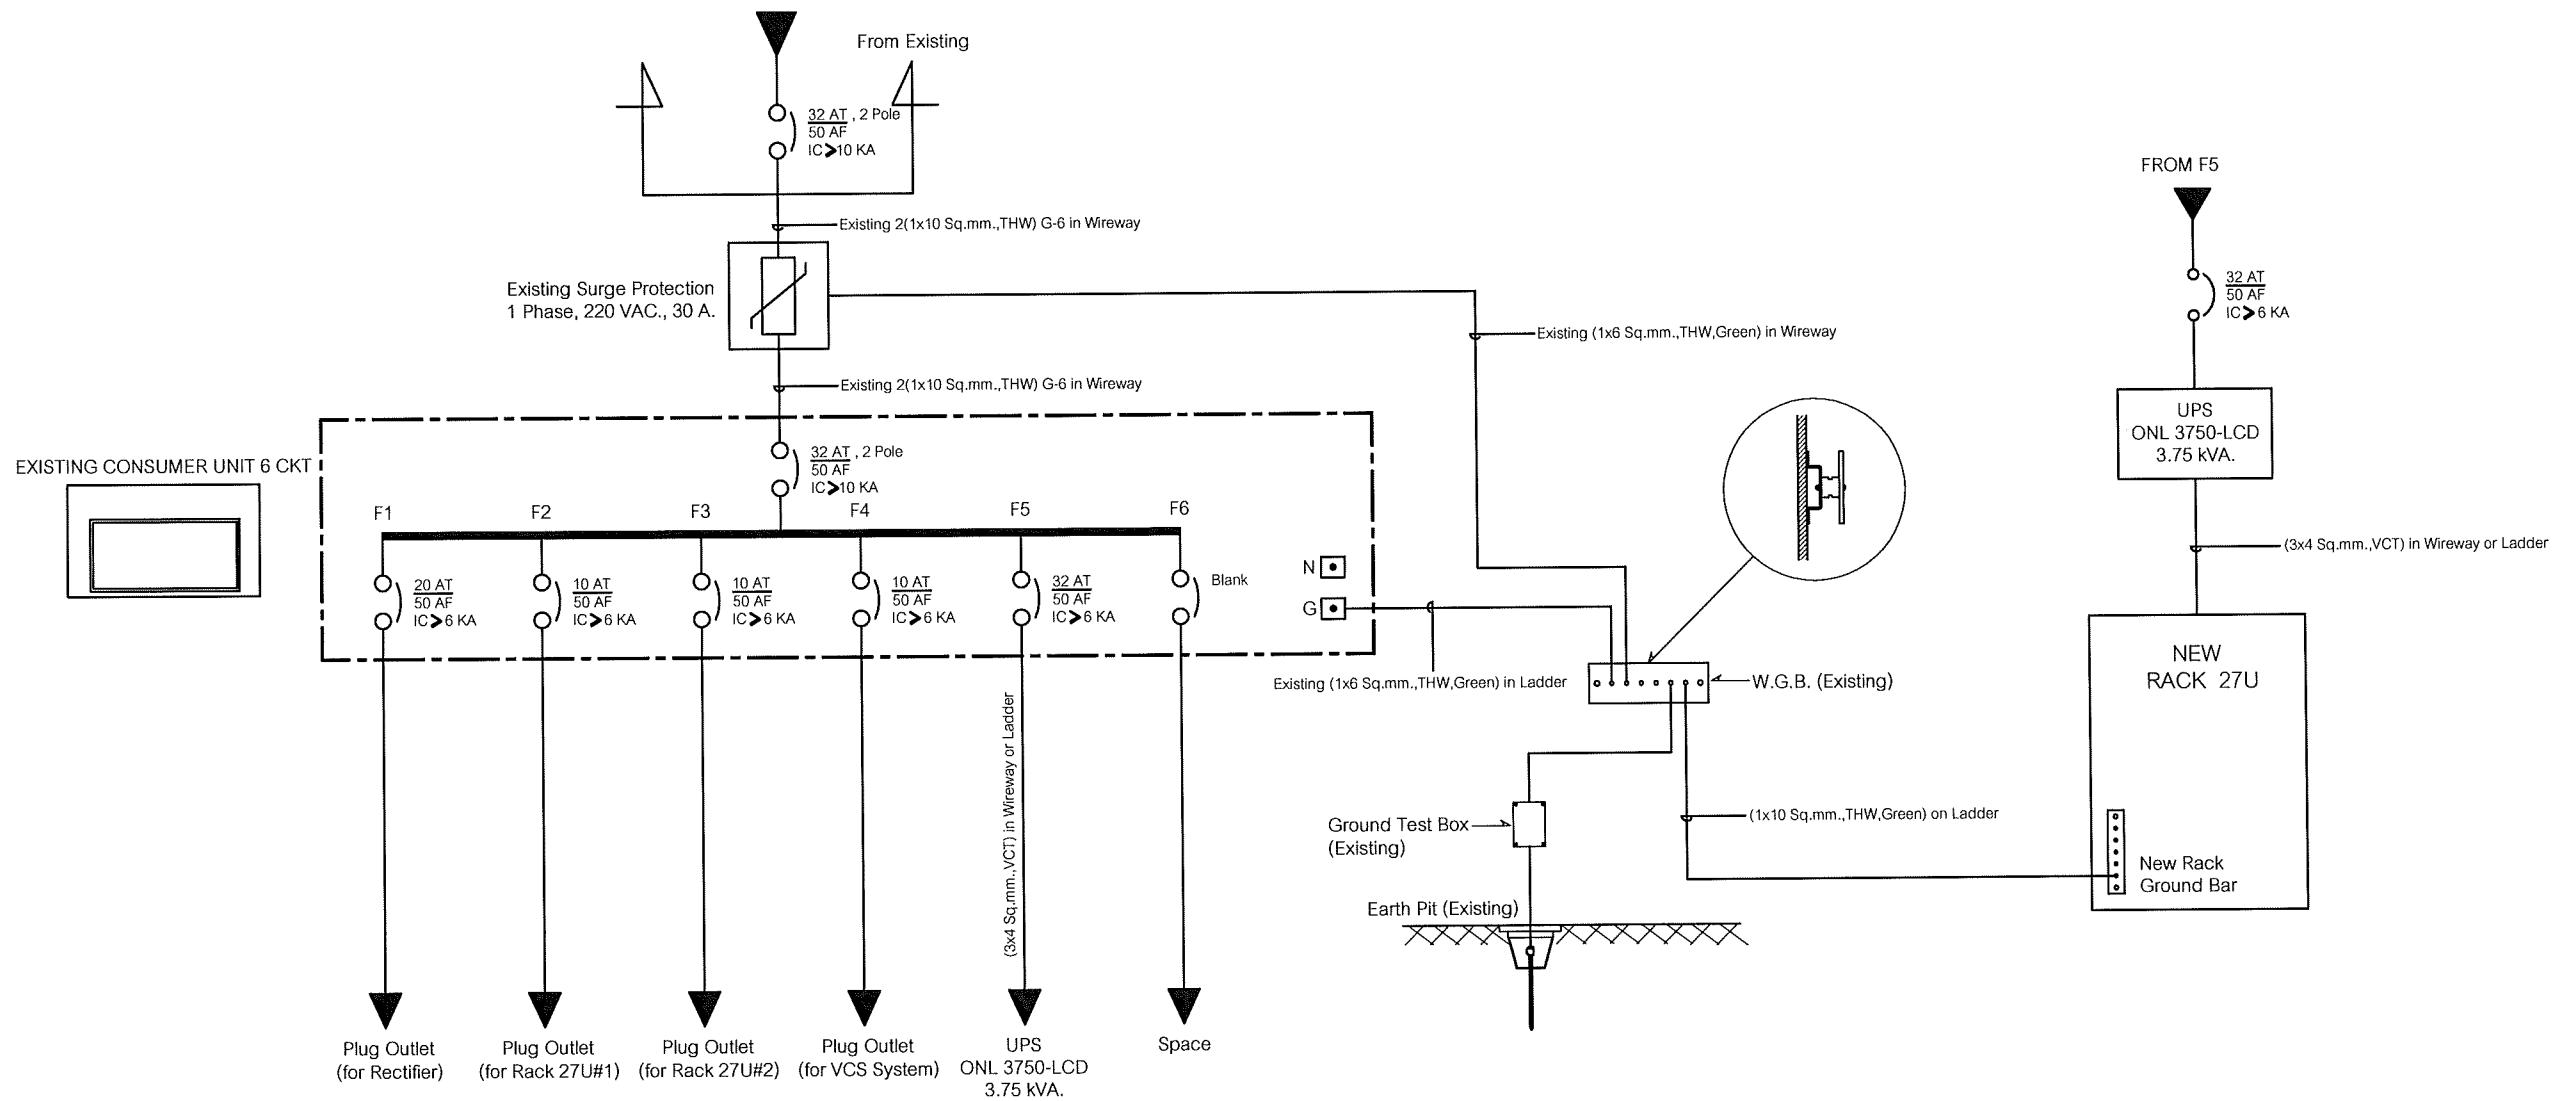 From Existing
32 AT , 2 Pole
50 AF
IC>10 KA
Existing 2(1x10 Sq.mm.,THW) G-6 in Wireway
Existing Surge Protection
1 Phase, 220 VAC., 30 A.
Existing 2(1x10 Sq.mm.,THW) G-6 in Wireway
Existing (1x6 Sq.mm.,THW,Green) in Wireway
EXISTING CONSUMER UNIT 6 CKT
32 AT , 2 Pole
50 AF
IC>10 KA
F1
F2
F3
F4
F5
F6
20 AT
50 AF
IC>6 KA
10 AT
50 AF
IC>6 KA
10 AT
50 AF
IC>6 KA
10 AT
50 AF
IC>6 KA
32 AT
50 AF
IC>6 KA
Blank
N
G
Existing (1x6 Sq.mm.,THW,Green) in Ladder
W.G.B. (Existing)
(3x4 Sq.mm.,VCT) in Wireway or Ladder
Ground Test Box
(Existing)
(1x10 Sq.mm.,THW,Green) on Ladder
Earth Pit (Existing)
Plug Outlet
(for Rectifier)
Plug Outlet
(for Rack 27U#1)
Plug Outlet
(for Rack 27U#2)
Plug Outlet
(for VCS System)
UPS
ONL 3750-LCD
3.75 kVA.
Space
FROM F5
32 AT
50 AF
IC>6 KA
UPS
ONL 3750-LCD
3.75 kVA.
(3x4 Sq.mm.,VCT) in Wireway or Ladder
NEW
RACK 27U
New Rack
Ground Bar